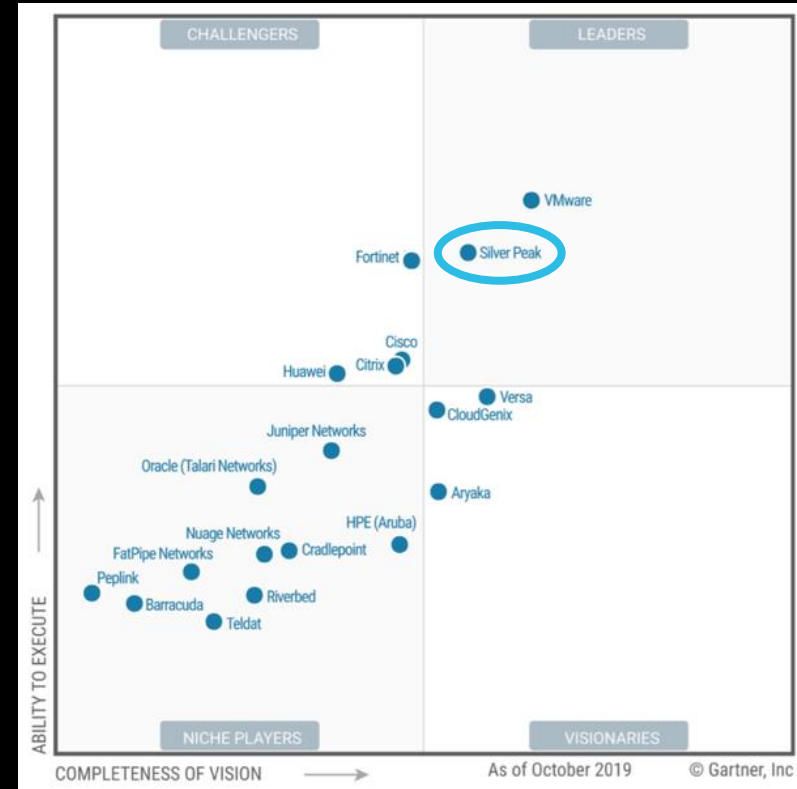 CHALLENGERS
LEADERS
VMware
Silver Peak
Fortinet
Cisco
Citrix
Huawei
Versa
CloudGenix
Juniper Networks
Oracle (Talari Networks)
Aryaka
HPE (Aruba)
Nuage Networks
Cradlepoint
FatPipe Networks
Peplink
Barracuda
Riverbed
Teldat
ABILITY TO EXECUTE
NICHE PLAYERS
VISIONARIES
COMPLETENESS OF VISION
As of October 2019
© Gartner, Inc